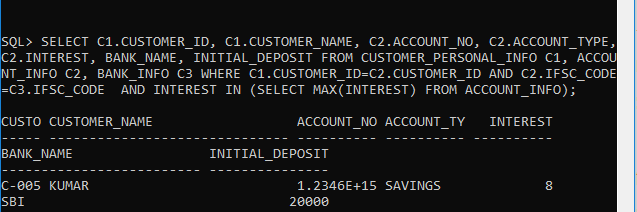 SQL> SELECT C1.CUSTOMER_ID, C1.CUSTOMER_NAME, C2.ACCOUNT_NO, C2.ACCOUNT_TYPE,
C2.INTEREST, BANK_NAME, INITIAL_DEPOSIT FROM CUSTOMER_PERSONAL_INFO C1, ACCOU
NT_INFO C2, BANK_INFO C3 WHERE C1.CUSTOMER_ID=C2.CUSTOMER_ID AND C2.IFSC_CODE
=C3.IFSC_CODE  AND INTEREST IN (SELECT MAX(INTEREST) FROM ACCOUNT_INFO);
CUSTO CUSTOMER_NAME                  ACCOUNT_NO ACCOUNT_TY   INTEREST
----- ------------------------------ ---------- ---------- ----------
BANK_NAME                 INITIAL_DEPOSIT
------------------------- ---------------
C-005 KUMAR                          1.2346E+15 SAVINGS             8
SBI                                 20000